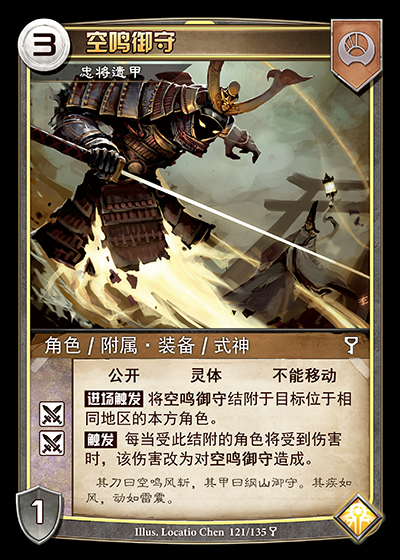 3
空鸣御守
忠将遗甲
角色 / 附属 · 装备 / 式神
公开 灵体 不能移动
进场触发 将空鸣御守结附于目标位于相
同地区的本方角色。
触发 每当受此结附的角色将受到伤害
时，该伤害改为对空鸣御守造成。
其刀曰空鸣风斩，其甲曰纲山御守。其疾如
风，动如雷震。
1
Illus. Locatio Chen 121/135